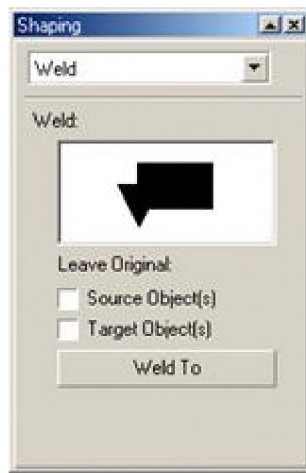 Shaping
Weld
Weld:
Leave Original:
Source Object(s)
Target Object(s)
Weld To